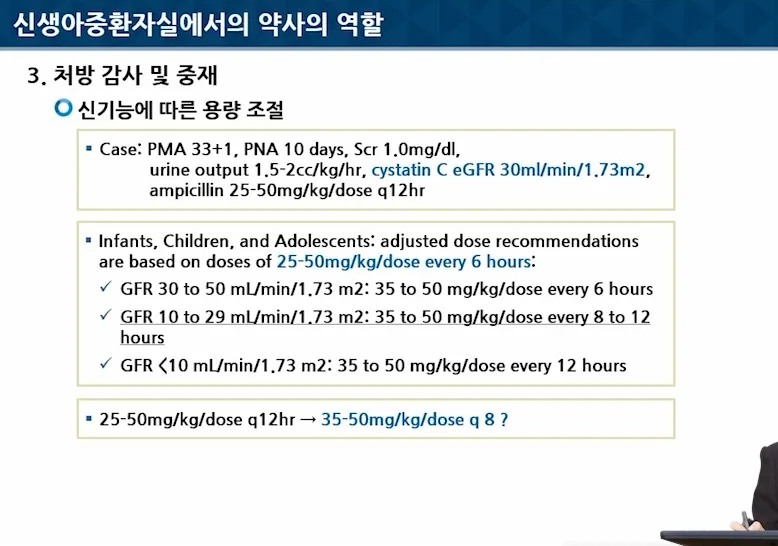 신생아중환자실에서의 약사의 역할
3. 처방 감사 및 중재
신기능에 따른 용량 조절
▪ Case: PMA 33+1, PNA 10 days, Scr 1.0mg/dl,
urine output 1.5-2cc/kg/hr, cystatin C eGFR 30ml/min/1.73m2,
ampicillin 25-50mg/kg/dose q12hr
▪ Infants, Children, and Adolescents: adjusted dose recommendations
are based on doses of 25-50mg/kg/dose every 6 hours:
✓ GFR 30 to 50 mL/min/1.73 m2: 35 to 50 mg/kg/dose every 6 hours
✓ GFR 10 to 29 mL/min/1.73 m2: 35 to 50 mg/kg/dose every 8 to 12
hours
✓ GFR <10 mL/min/1.73 m2: 35 to 50 mg/kg/dose every 12 hours
▪ 25-50mg/kg/dose q12hr → 35-50mg/kg/dose q 8 ?